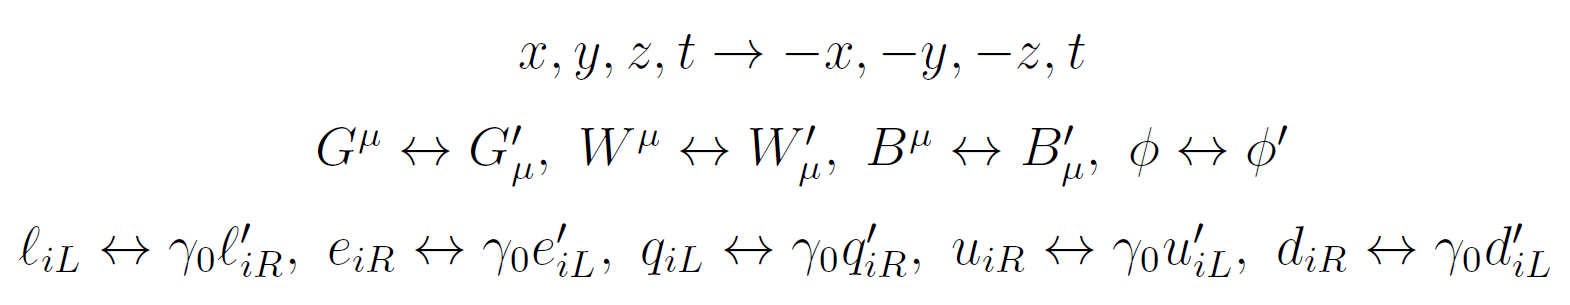 x, y, z, t → −x, −y, −z, t
G^μ ↔ G′_μ, W^μ ↔ W′_μ, B^μ ↔ B′_μ, ϕ ↔ ϕ′
ℓ_{iL} ↔ γ_0ℓ′_{iR}, e_{iR} ↔ γ_0e′_{iL}, q_{iL} ↔ γ_0q′_{iR}, u_{iR} ↔ γ_0u′_{iL}, d_{iR} ↔ γ_0d′_{iL}